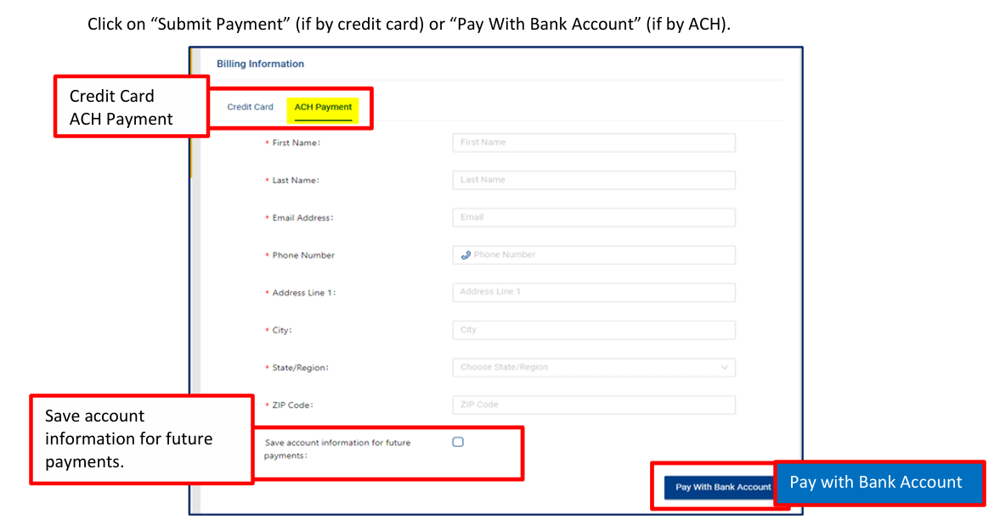 Click on “Submit Payment” (if by credit card) or “Pay With Bank Account” (if by ACH).
Billing Information
Credit Card
ACH Payment
Credit Card
ACH Payment
* First Name:
First Name
* Last Name:
Last Name
* Email Address:
Email
* Phone Number
Phone Number
* Address Line 1:
Address Line 1
* City:
City
* State/Region:
Choose State/Region
* ZIP Code:
ZIP Code
Save account
information for future
payments.
Save account information for future
payments:
Pay With Bank Account
Pay with Bank Account